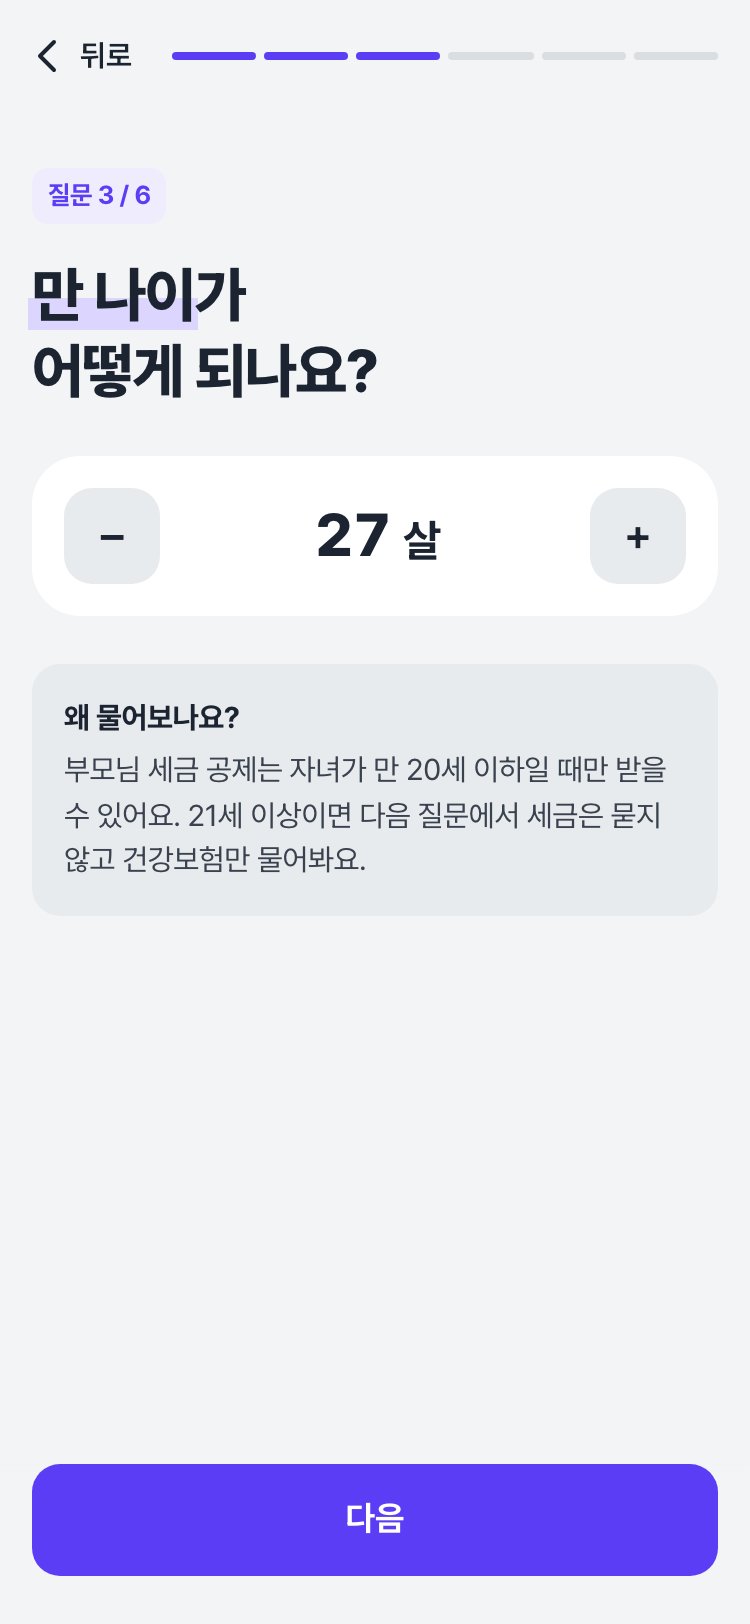 뒤로
질문 3 / 6
만 나이가
어떻게 되나요?
− 27 살 +
왜 물어보나요?
부모님 세금 공제는 자녀가 만 20세 이하일 때만 받을
수 있어요. 21세 이상이면 다음 질문에서 세금은 묻지
않고 건강보험만 물어봐요.
다음